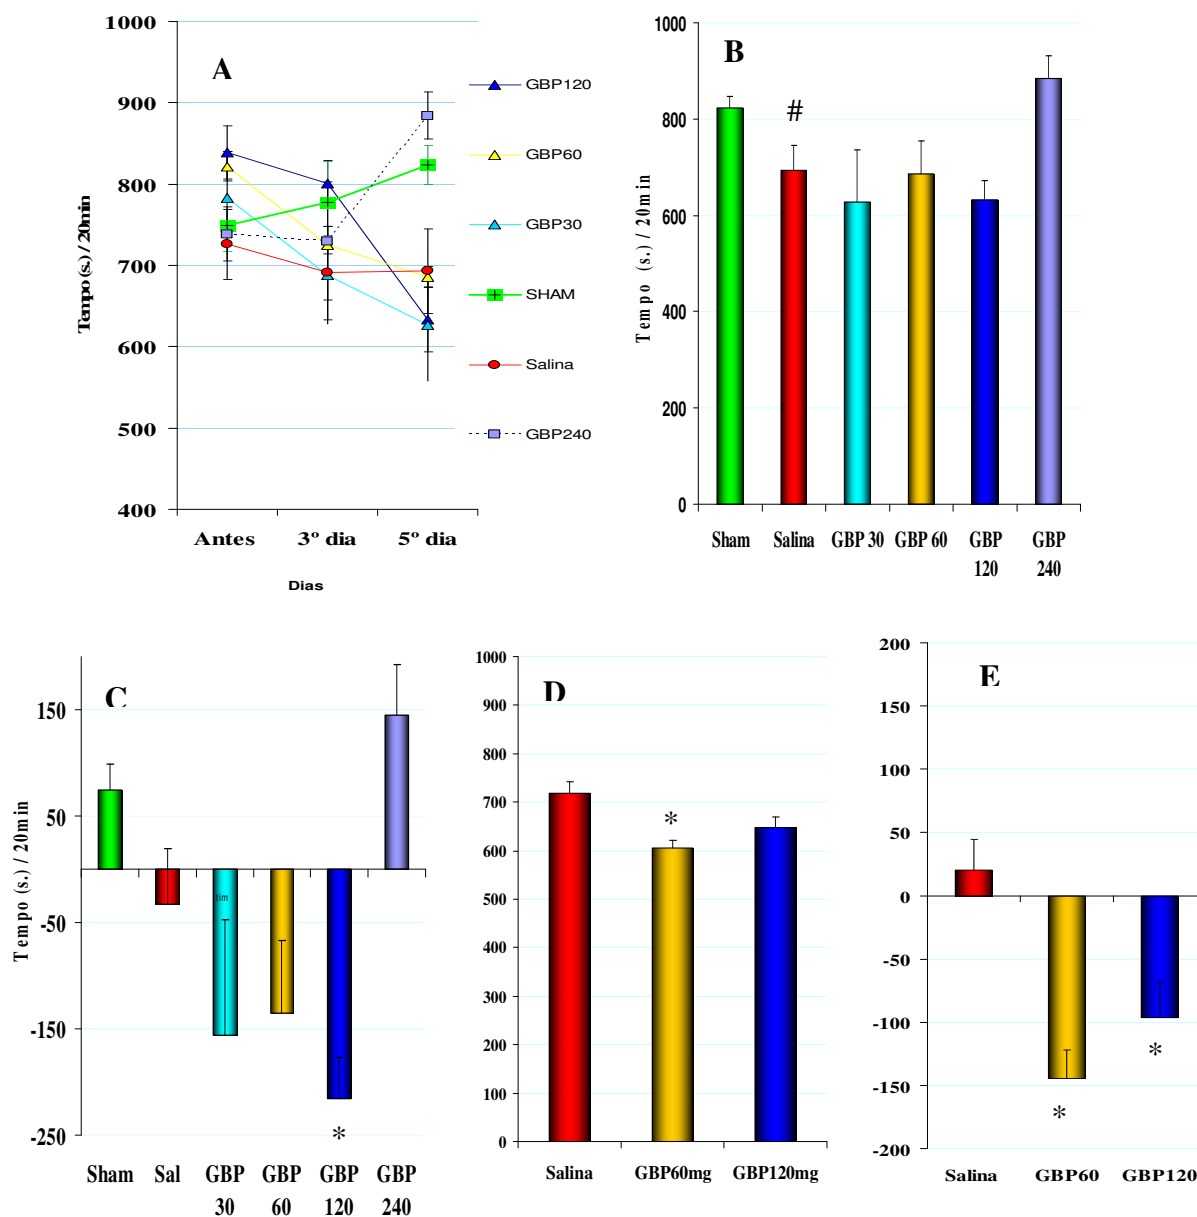 A
1000
900
800
700
600
500
400
Tempo (s.) / 20min
Antes 3º dia 5º dia
Dias
GBP120
GBP60
GBP30
SHAM
Salina
GBP240
B
1000
800
600
400
200
0
Tempo (s.) / 20min
#
Sham Salina GBP 30 GBP 60 GBP GBP
120 240
C
150
50
-50
-150
-250
Tempo (s.) / 20min
tim
*
Sham Sal GBP GBP GBP GBP
30 60 120 240
D
1000
900
800
700
600
500
400
300
200
100
0
*
Salina GBP60mg GBP120mg
E
200
150
100
50
0
-50
-100
-150
-200
*
*
Salina GBP60 GBP120